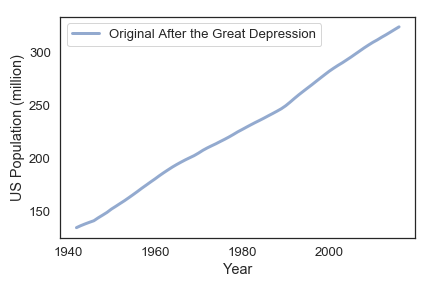 Original After the Great Depression
US Population (million)
300
250
200
150
1940 1960 1980 2000
Year